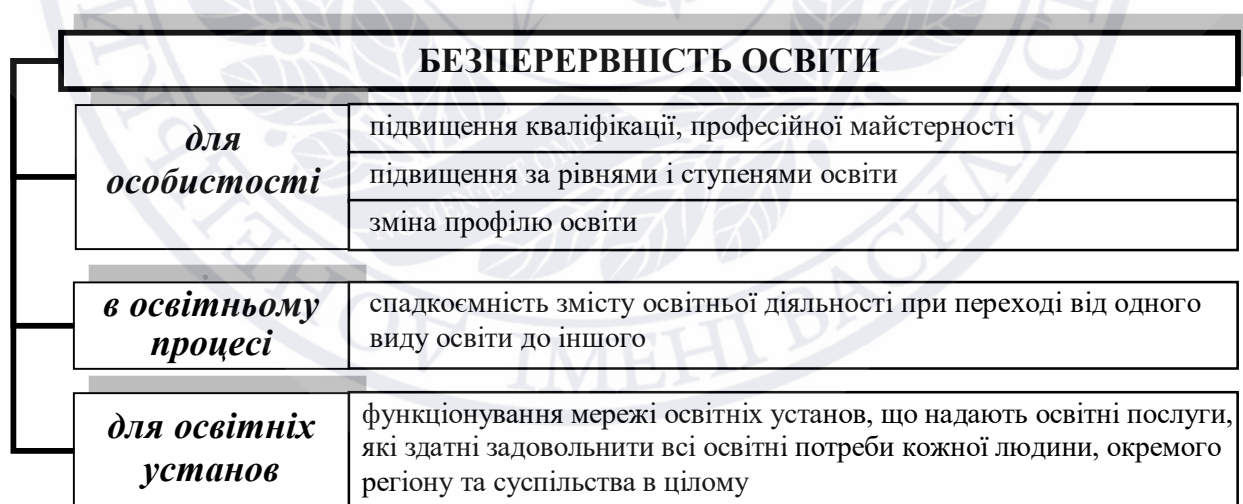 БЕЗПЕРЕРВНІСТЬ ОСВІТИ
для
особистості
підвищення кваліфікації, професійної майстерності
підвищення за рівнями і ступенями освіти
зміна профілю освіти
в освітньому
процесі
спадкоємність змісту освітньої діяльності при переході від одного
виду освіти до іншого
для освітніх
установ
функціонування мережі освітніх установ, що надають освітні послуги,
які здатні задовольнити всі освітні потреби кожної людини, окремого
регіону та суспільства в цілому
ІМЕНІ ВАСИЛ